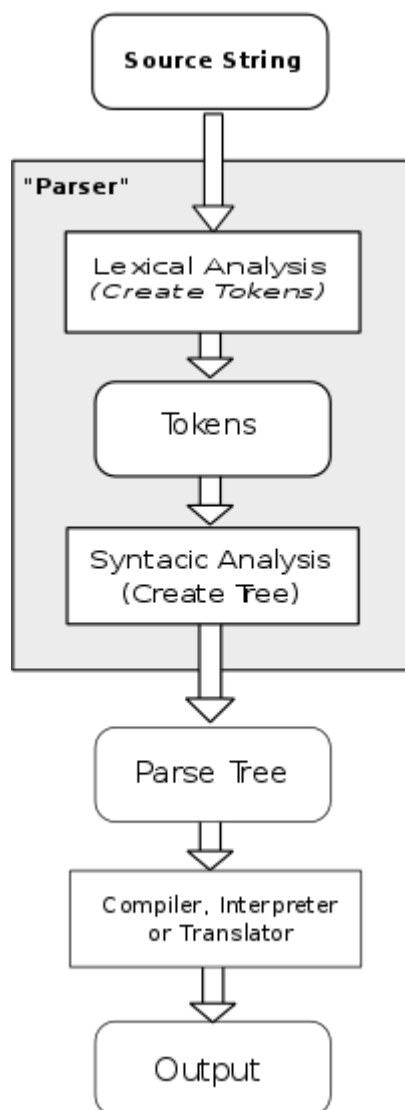 Source String
"Parser"
Lexical Analysis
(Create Tokens)
Tokens
Syntacic Analysis
(Create Tree)
Parse Tree
Compiler, Interpreter
or Translator
Output